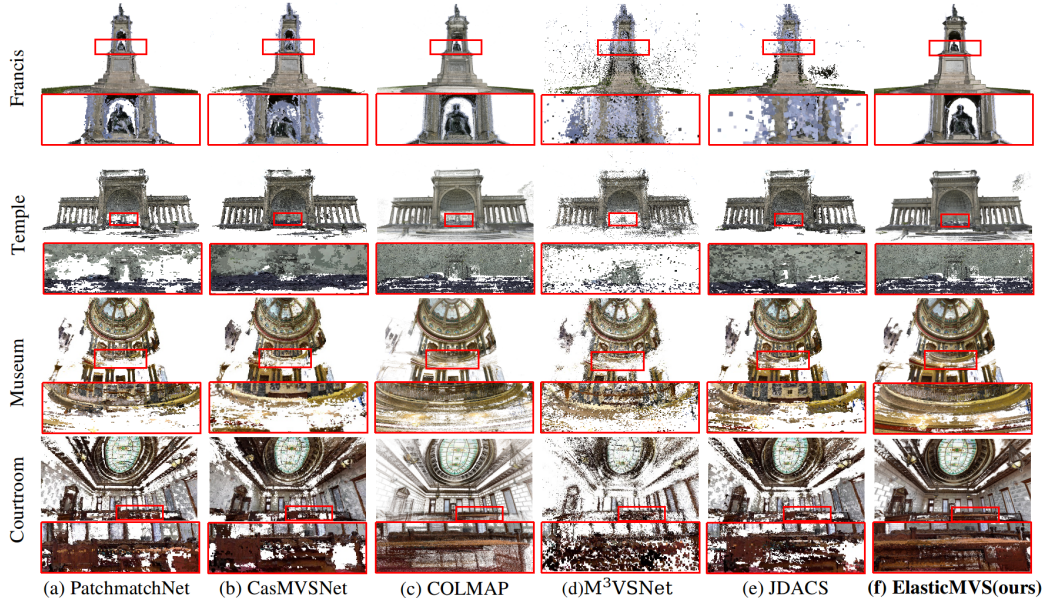 Francis
Temple
Museum
Courtroom
(a) PatchmatchNet (b) CasMVSNet (c) COLMAP (d)M³VSNet (e) JDACS (f) ElasticMVS(ours)